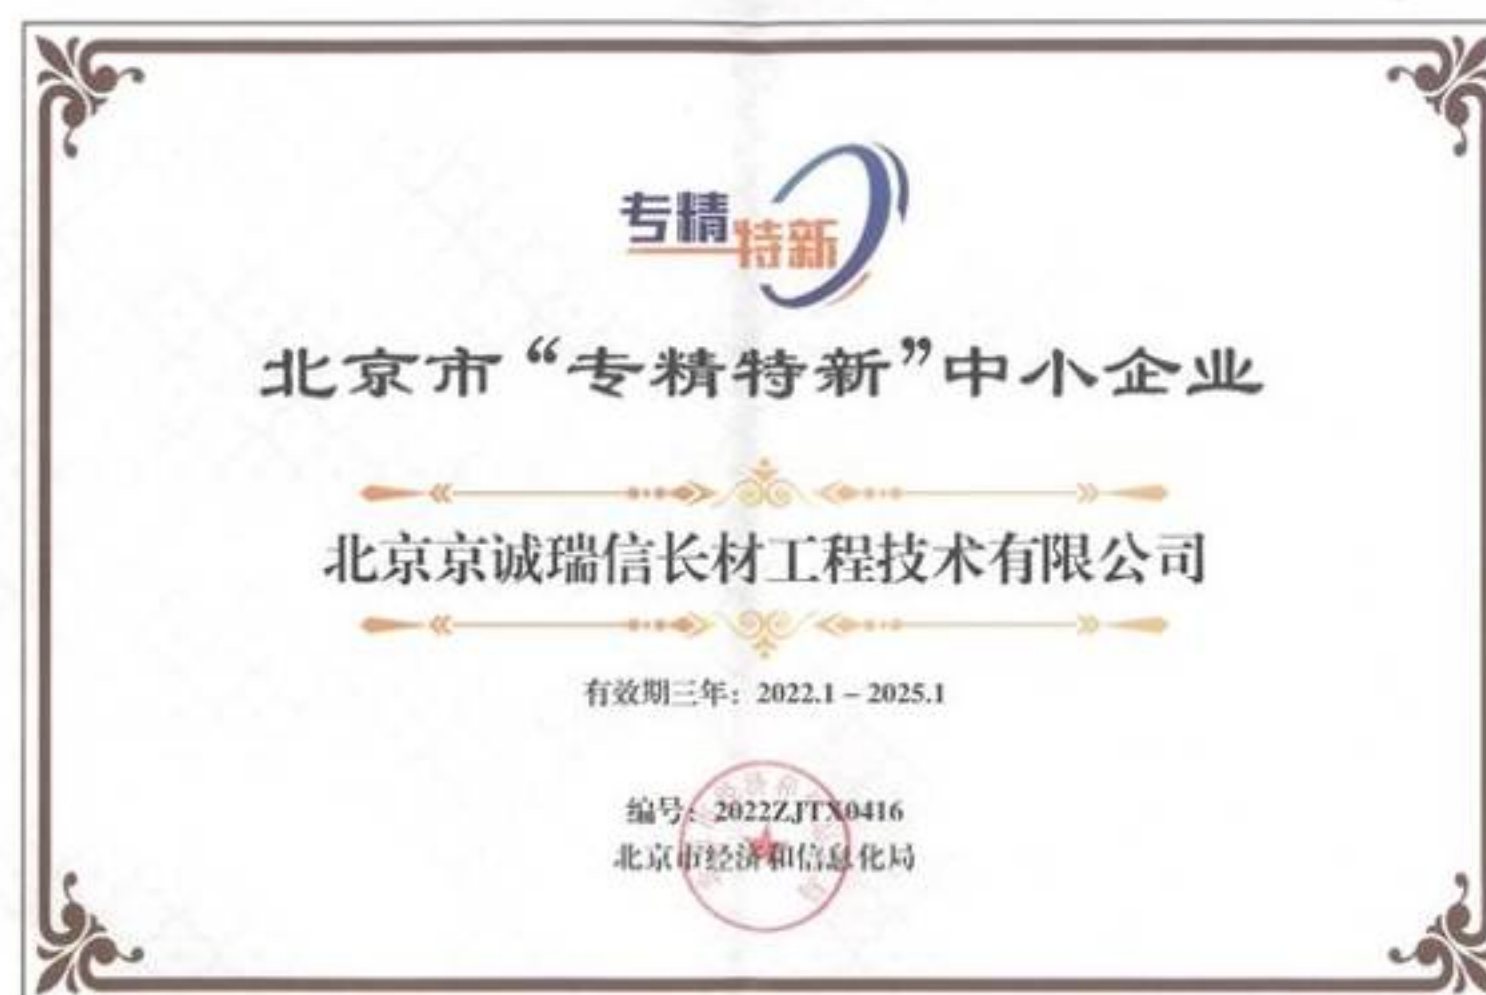 专精特新
北京市“专精特新”中小企业
北京京诚瑞信长材工程技术有限公司
有效期三年：2022.1 – 2025.1
编号：2022ZJTX0416
北京市经济和信息化局